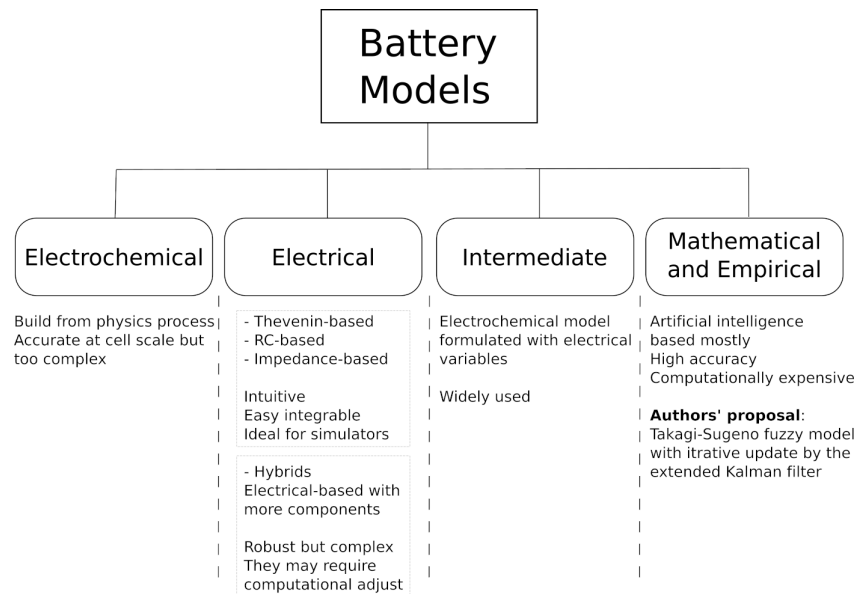 Battery
Models
Electrochemical
Electrical
Intermediate
Mathematical
and Empirical
Build from physics process
Accurate at cell scale but
too complex
- Thevenin-based
- RC-based
- Impedance-based
Intuitive
Easy integrable
Ideal for simulators
- Hybrids
Electrical-based with
more components
Robust but complex
They may require
computational adjust
Electrochemical model
formulated with electrical
variables
Widely used
Artificial intelligence
based mostly
High accuracy
Computationally expensive
Authors' proposal:
Takagi-Sugeno fuzzy model
with itrative update by the
extended Kalman filter